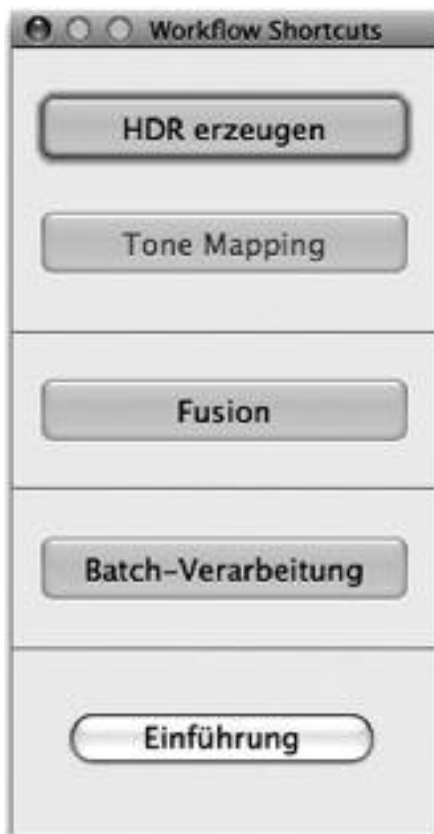 Workflow Shortcuts
HDR erzeugen
Tone Mapping
Fusion
Batch-Verarbeitung
Einführung